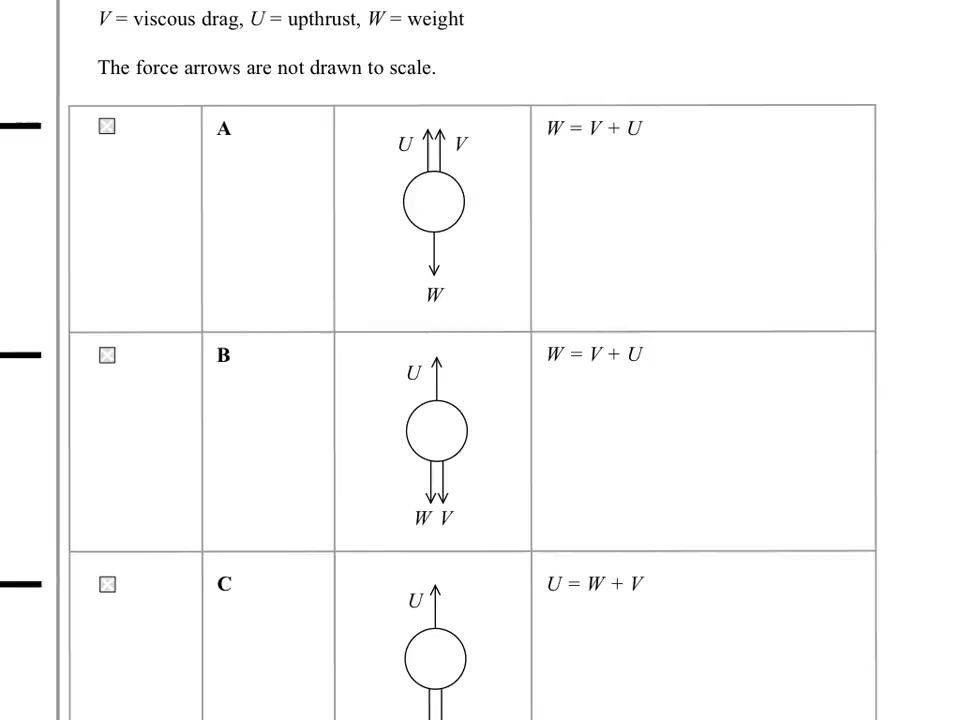 V = viscous drag, U = upthrust, W = weight
The force arrows are not drawn to scale.
A
U
V
W
W = V + U
B
U
W V
W = V + U
C
U
U = W + V